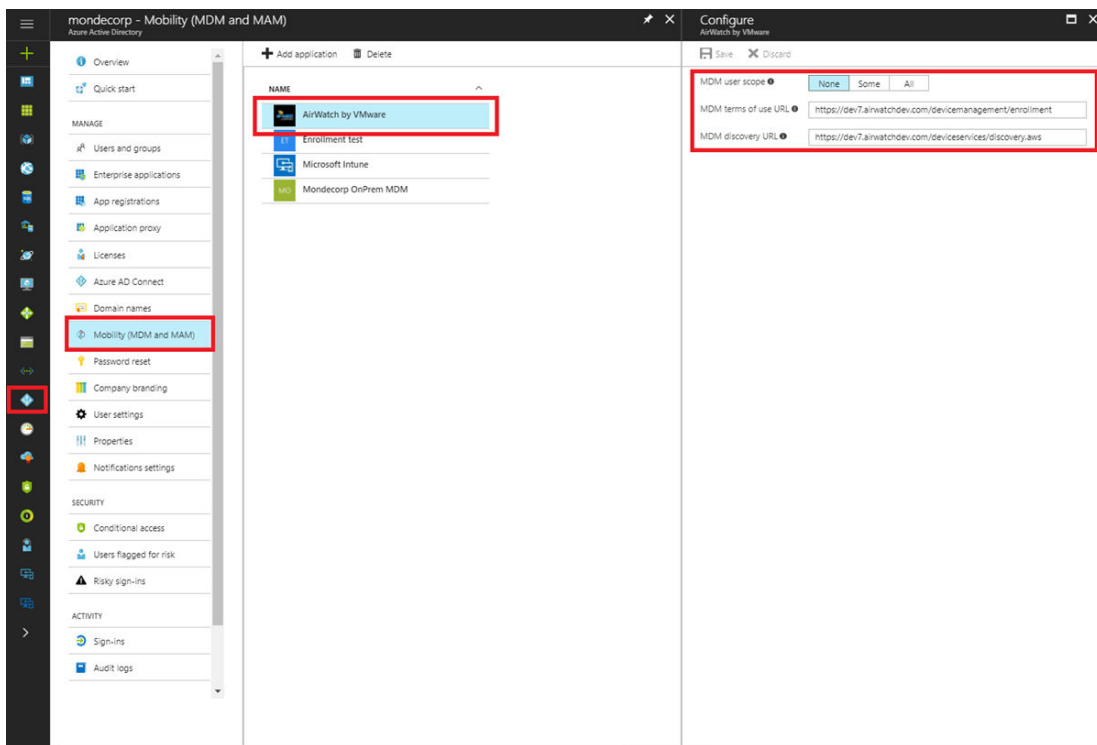 mondecorp - Mobility (MDM and MAM)
Azure Active Directory
Overview
Quick start
MANAGE
Users and groups
Enterprise applications
App registrations
Application proxy
Licenses
Azure AD Connect
Domain names
Mobility (MDM and MAM)
Password reset
Company branding
User settings
Properties
Notifications settings
SECURITY
Conditional access
Users flagged for risk
Risky sign-ins
ACTIVITY
Sign-ins
Audit logs
Add application Delete
NAME
AirWatch by VMware
ET Enrollment test
Microsoft Intune
MO Mondecorp OnPrem MDM
Configure
AirWatch by VMware
Save Discard
MDM user scope None Some All
MDM terms of use URL https://dev7.airwatchdev.com/devicemanagement/enrollment
MDM discovery URL https://dev7.airwatchdev.com/deviceservices/discovery.aws